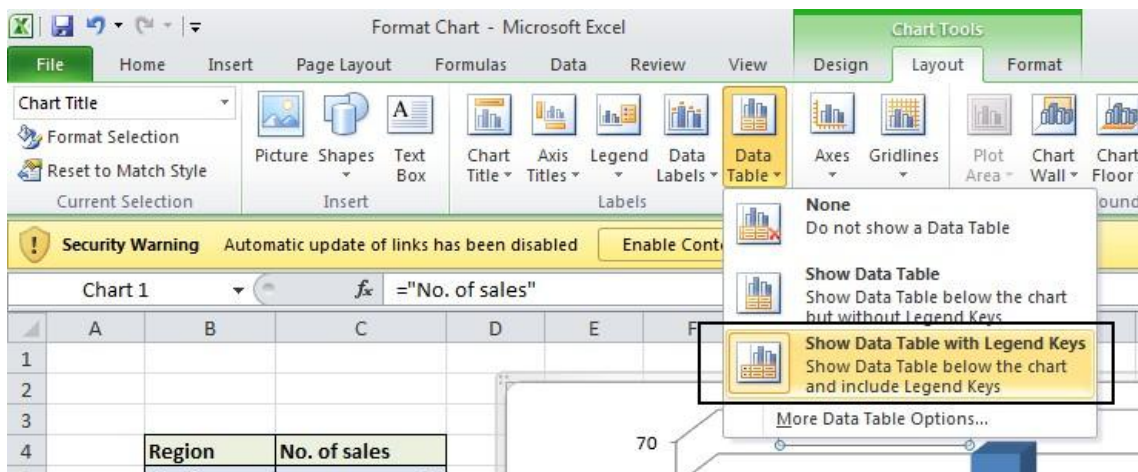 Format Chart - Microsoft Excel
Chart Tools
File Home Insert Page Layout Formulas Data Review View Design Layout Format
Chart Title
Format Selection
Reset to Match Style
Current Selection
Picture Shapes Text Box
Insert
Chart Title Axis Titles Legend Data Labels Data Table
Labels
Axes Gridlines Plot Area Chart Wall Chart Floor
ound
None
Do not show a Data Table
Show Data Table
Show Data Table below the chart
but without Legend Keys
Show Data Table with Legend Keys
Show Data Table below the chart
and include Legend Keys
More Data Table Options...
Security Warning Automatic update of links has been disabled Enable Conte
Chart 1 fx ="No. of sales"
A B C D E F
1
2
3
4 Region No. of sales
70